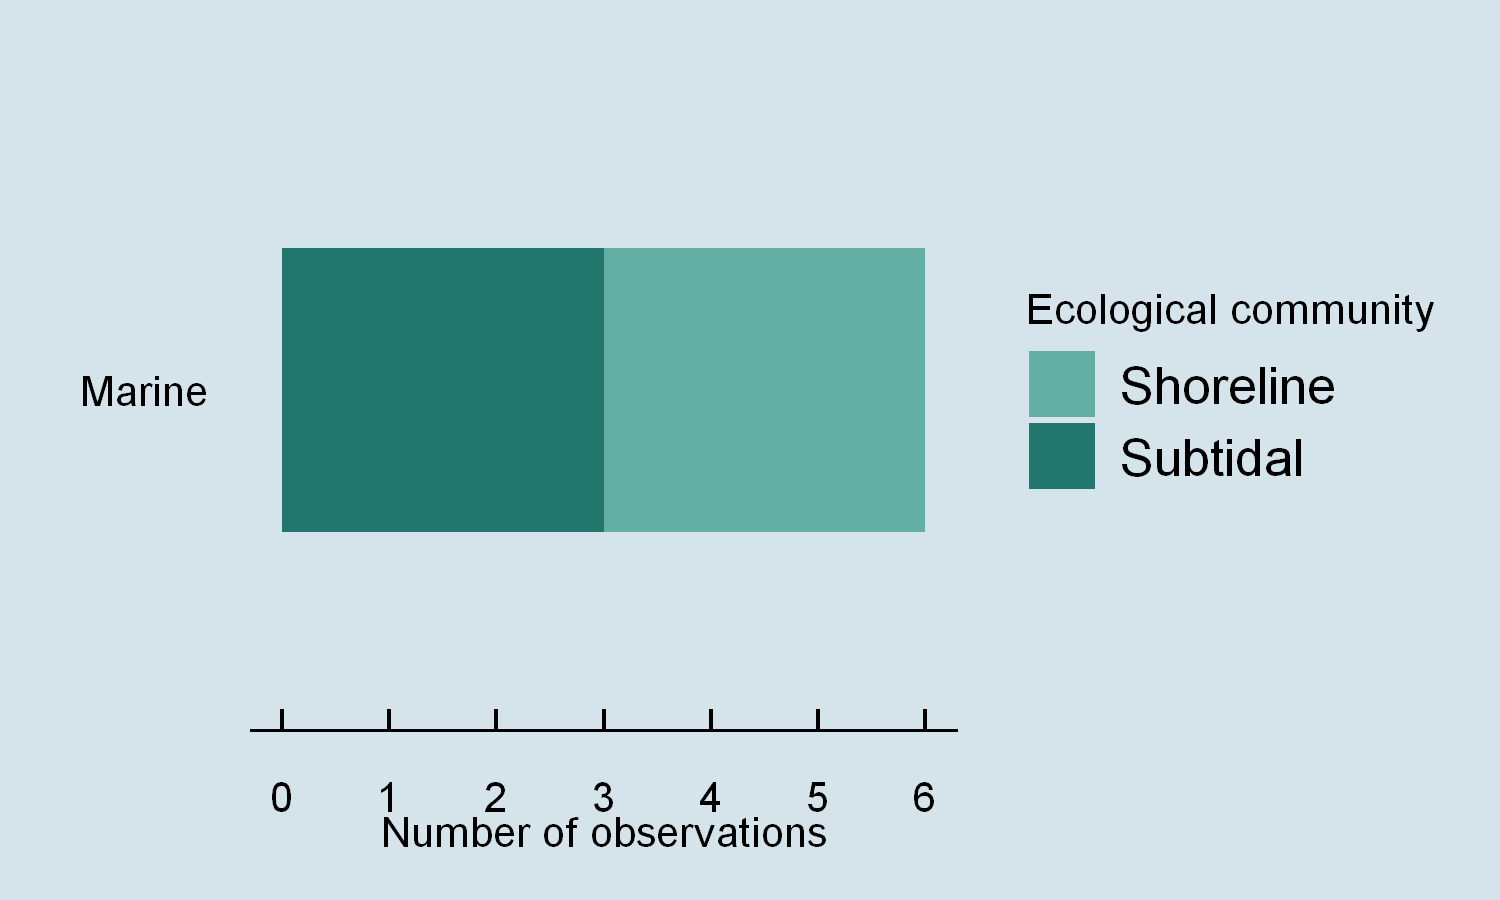 Marine
Ecological community
Shoreline
Subtidal
0 1 2 3 4 5 6
Number of observations